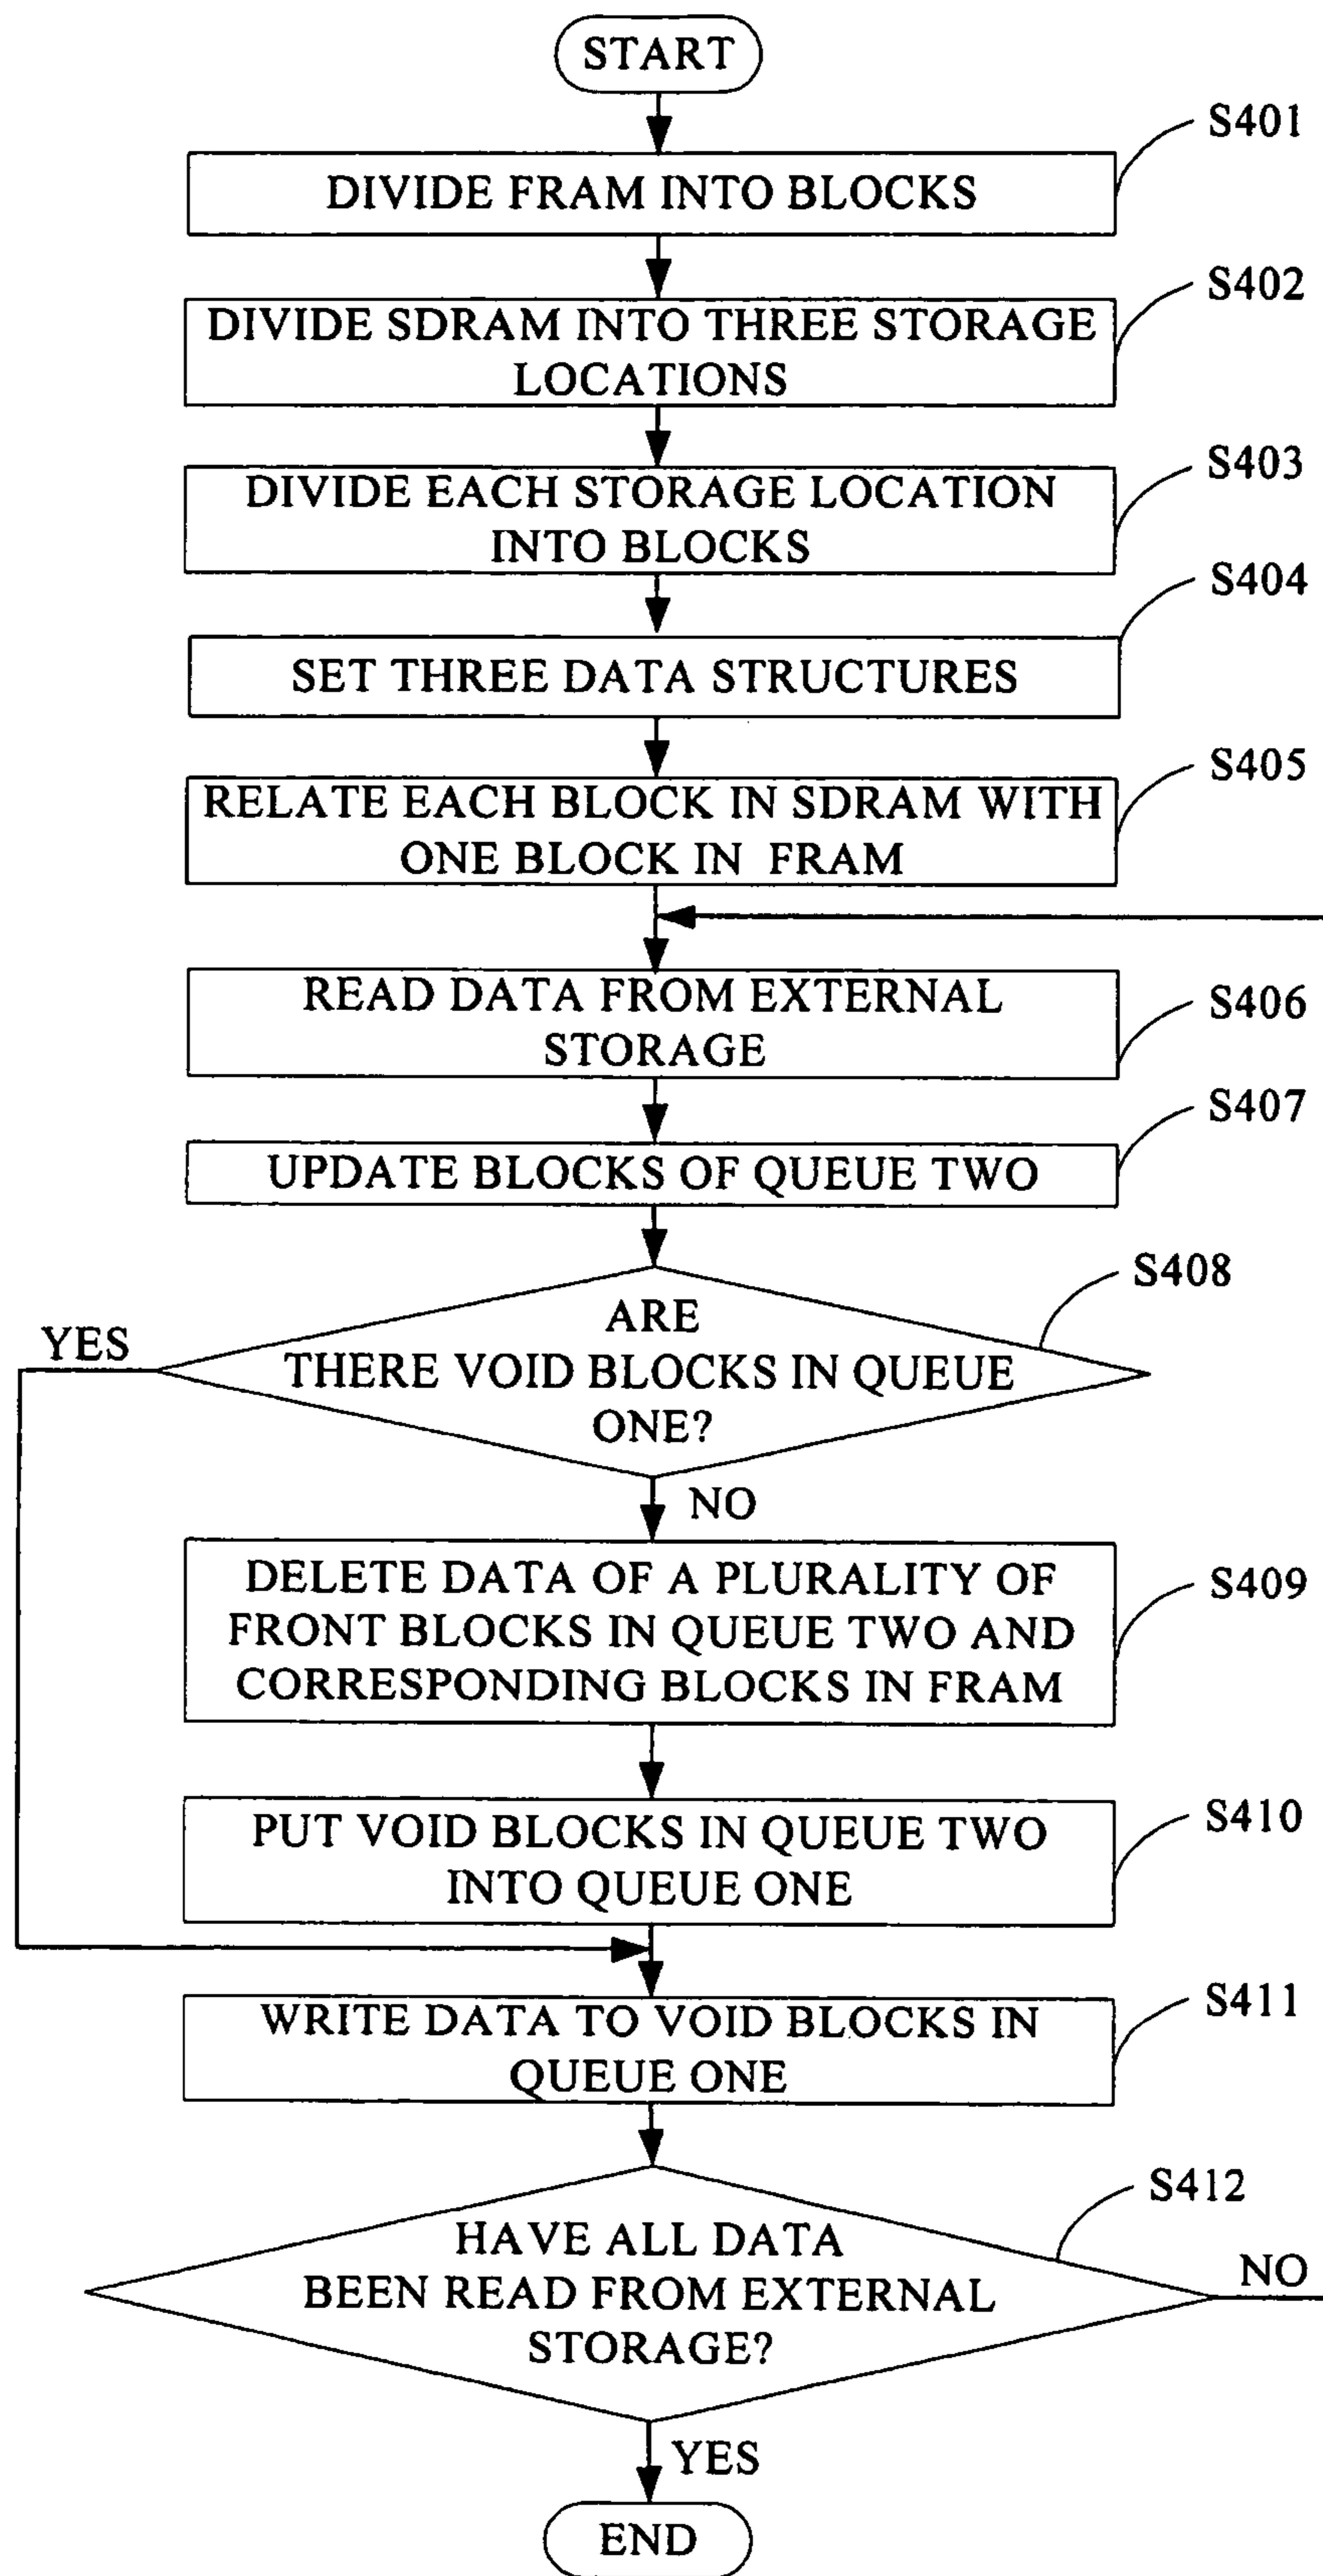 START
S401
DIVIDE FRAM INTO BLOCKS
S402
DIVIDE SDRAM INTO THREE STORAGE
LOCATIONS
S403
DIVIDE EACH STORAGE LOCATION
INTO BLOCKS
S404
SET THREE DATA STRUCTURES
S405
RELATE EACH BLOCK IN SDRAM WITH
ONE BLOCK IN FRAM
READ DATA FROM EXTERNAL
S406
STORAGE
S407
UPDATE BLOCKS OF QUEUE TWO
S408
ARE
YES
THERE VOID BLOCKS IN QUEUE
ONE?
NO
DELETE DATA OF A PLURALITY OF
S409
FRONT BLOCKS IN QUEUE TWO AND
CORRESPONDING BLOCKS IN FRAM
S410
PUT VOID BLOCKS IN QUEUE TWO
INTO QUEUE ONE
S411
WRITE DATA TO VOID BLOCKS IN
QUEUE ONE
S412
HAVE ALL DATA
NO
BEEN READ FROM EXTERNAL
STORAGE?
YES
END